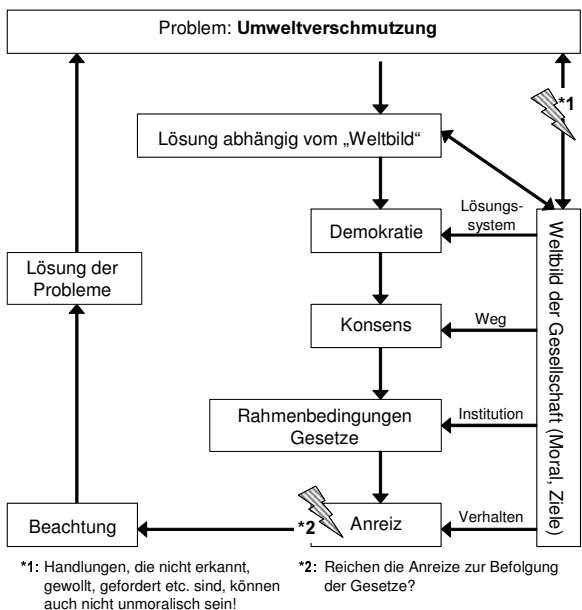 Problem: Umweltverschmutzung
*1
Lösung abhängig vom „Weltbild“
Lösungs-
system
Demokratie
Weltbild der Gesellschaft (Moral, Ziele)
Lösung der
Probleme
Konsens
Weg
Rahmenbedingungen
Gesetze
Institution
Beachtung
*2
Anreiz
Verhalten
*1: Handlungen, die nicht erkannt,
gewollt, gefordert etc. sind, können
auch nicht unmoralisch sein!
*2: Reichen die Anreize zur Befolgung
der Gesetze?